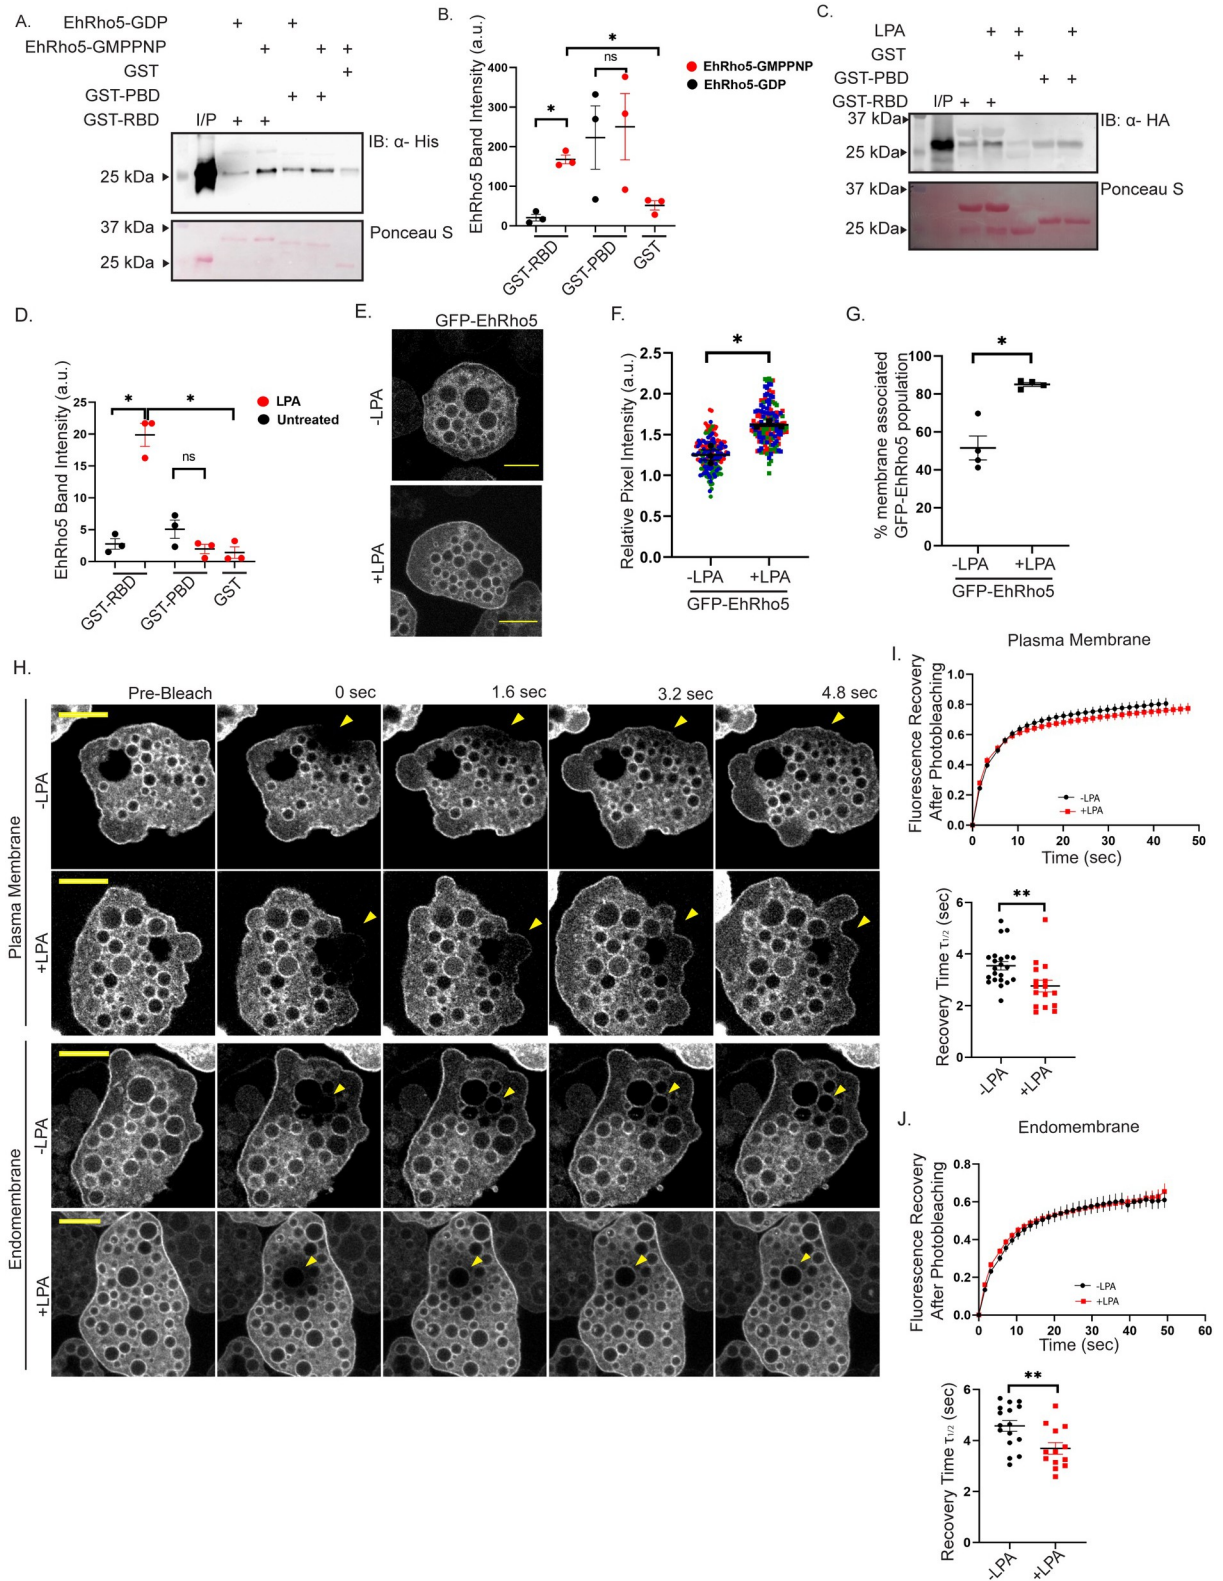 A.
EhRho5-GDP + +
EhRho5-GMPPNP + + +
GST +
GST-PBD + +
GST-RBD I/P + +
IB: α- His
25 kDa
37 kDa
Ponceau S
25 kDa
B.
EhRho5 Band Intensity (a.u.)
400
300
200
100
0
*
ns
*
EhRho5-GMPPNP
EhRho5-GDP
GST-RBD
GST-PBD
GST
C.
LPA + + +
GST +
GST-PBD + +
GST-RBD I/P + +
37 kDa
IB: α- HA
25 kDa
37 kDa
Ponceau S
25 kDa
D.
EhRho5 Band Intensity (a.u.)
25
20
15
10
5
0
*
*
ns
LPA
Untreated
GST-RBD
GST-PBD
GST
E.
GFP-EhRho5
-LPA
+LPA
F.
Relative Pixel Intensity (a.u.)
2.5
2.0
1.5
1.0
0.5
0.0
*
-LPA +LPA
GFP-EhRho5
G.
% membrane associated
GFP-EhRho5 population
100
80
60
40
20
0
*
-LPA +LPA
GFP-EhRho5
H.
Pre-Bleach 0 sec 1.6 sec 3.2 sec 4.8 sec
Plasma Membrane
-LPA
+LPA
Endomembrane
-LPA
+LPA
I.
Plasma Membrane
Fluorescence Recovery
After Photobleaching
1.0
0.8
0.6
0.4
0.2
0.0
-LPA
+LPA
0 10 20 30 40 50
Time (sec)
Recovery Time τ1/2 (sec)
6
4
2
0
**
-LPA +LPA
J.
Endomembrane
Fluorescence Recovery
After Photobleaching
0.8
0.6
0.4
0.2
0.0
-LPA
+LPA
0 10 20 30 40 50 60
Time (sec)
Recovery Time τ1/2 (sec)
6
4
2
0
**
-LPA +LPA